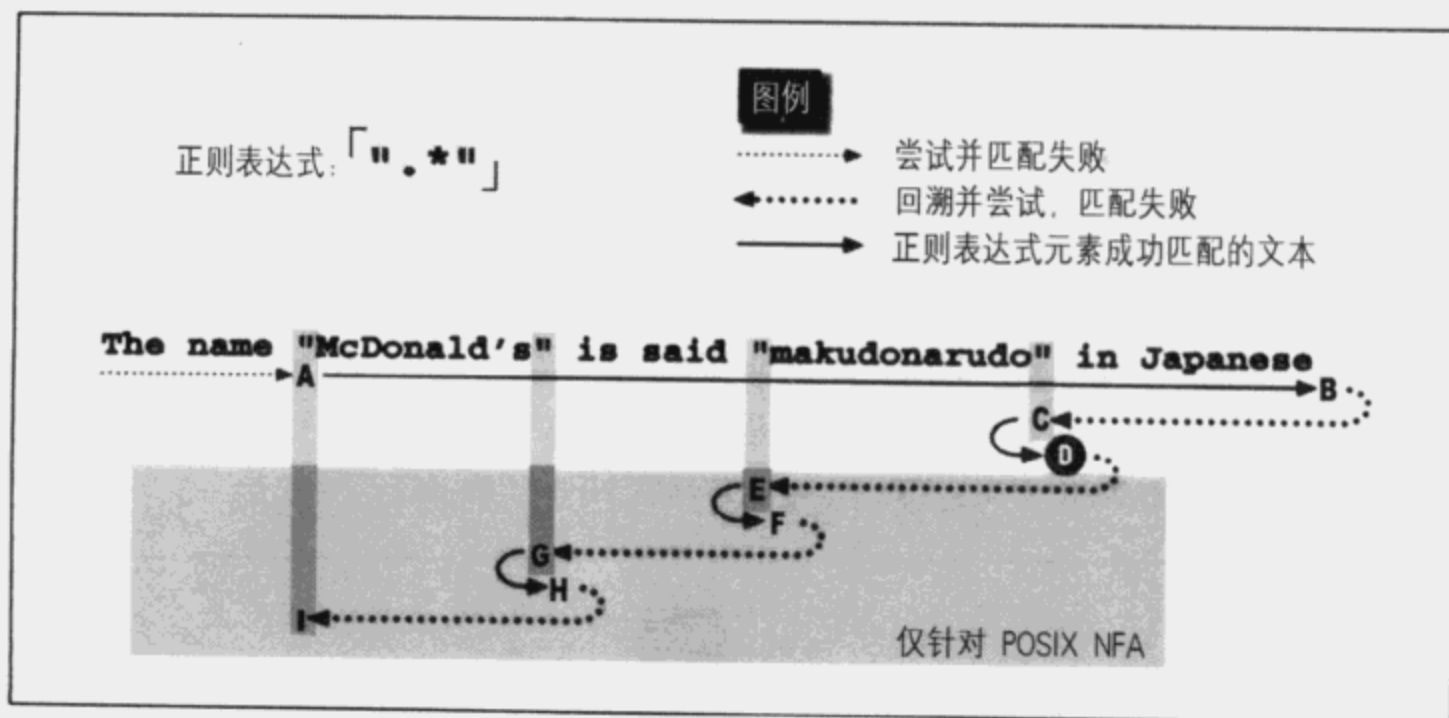 图例
正则表达式:「".*"」
尝试并匹配失败
回溯并尝试，匹配失败
正则表达式元素成功匹配的文本
The name "McDonald's" is said "makudonarudo" in Japanese
A
B
C
D
E
F
G
H
I
仅针对 POSIX NFA